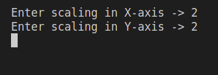 Enter scaling in X-axis -> 2
Enter scaling in Y-axis -> 2